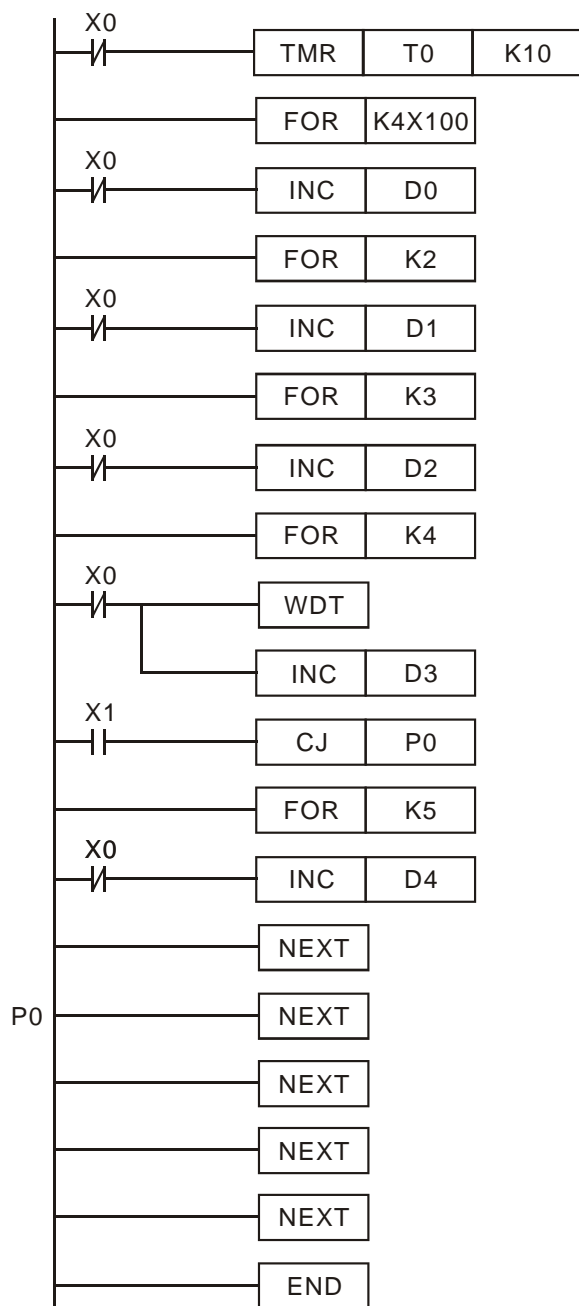 X0
TMR T0 K10
FOR K4X100
X0
INC D0
FOR K2
X0
INC D1
FOR K3
X0
INC D2
FOR K4
X0
WDT
INC D3
X1
CJ P0
FOR K5
X0
INC D4
NEXT
P0 NEXT
NEXT
NEXT
NEXT
END